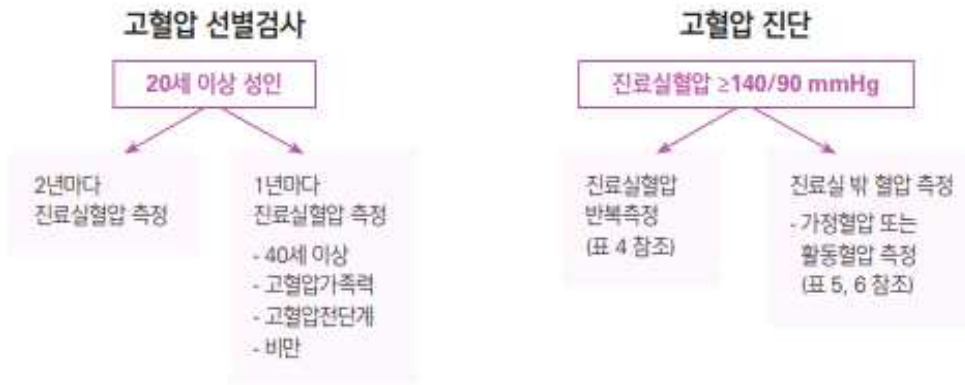 고혈압 선별검사
20세 이상 성인
2년마다
진료실혈압 측정
1년마다
진료실혈압 측정
- 40세 이상
- 고혈압가족력
- 고혈압전단계
- 비만
고혈압 진단
진료실혈압 ≥140/90 mmHg
진료실혈압
반복측정
(표 4 참조)
진료실 밖 혈압 측정
- 가정혈압 또는
활동혈압 측정
(표 5, 6 참조)